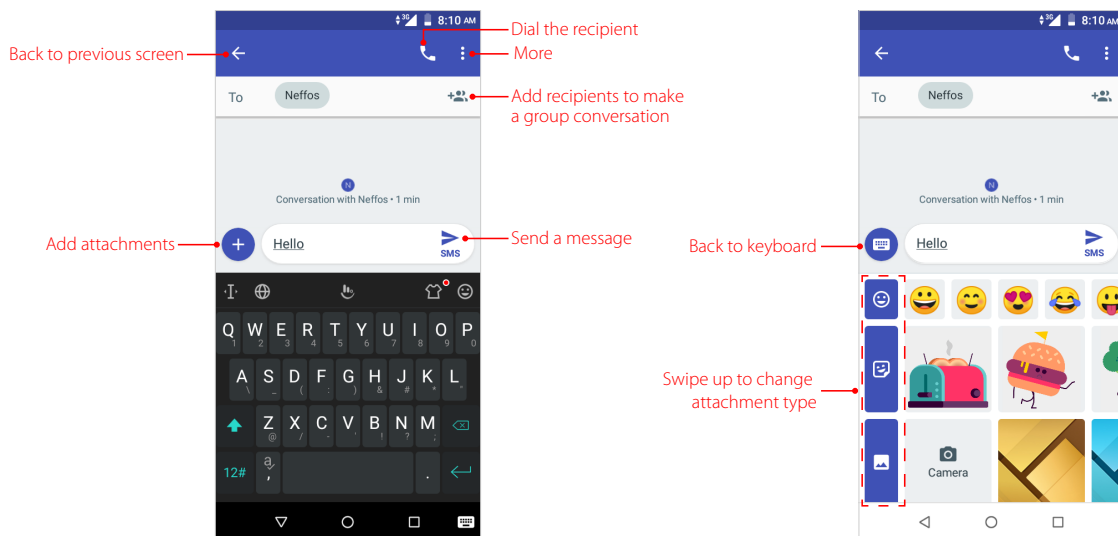 3G 8:10 AM
Dial the recipient
Back to previous screen
More
To Neffos
Add recipients to make
a group conversation
N
Conversation with Neffos • 1 min
Add attachments
+ Hello
SMS
Send a message
Q W E R T Y U I O P
1 2 3 4 5 6 7 8 9 0
A S D F G H J K L
\ _ ( : ) & # * "
Z X C V B N M
@ / - ' ! ? ;
12# a , .
3G 8:10 AM
To Neffos
N
Conversation with Neffos • 1 min
Back to keyboard
Hello
SMS
Swipe up to change
attachment type
Camera